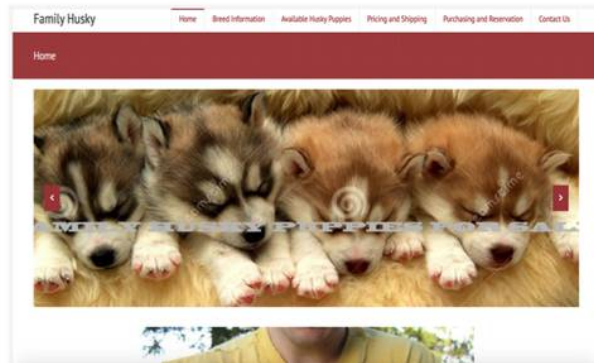 Family Husky
Home Breed Information Available Husky Puppies Pricing and Shipping Purchasing and Reservation Contact Us
Home
AMILY HUSKY PUPPIES FOR SAL